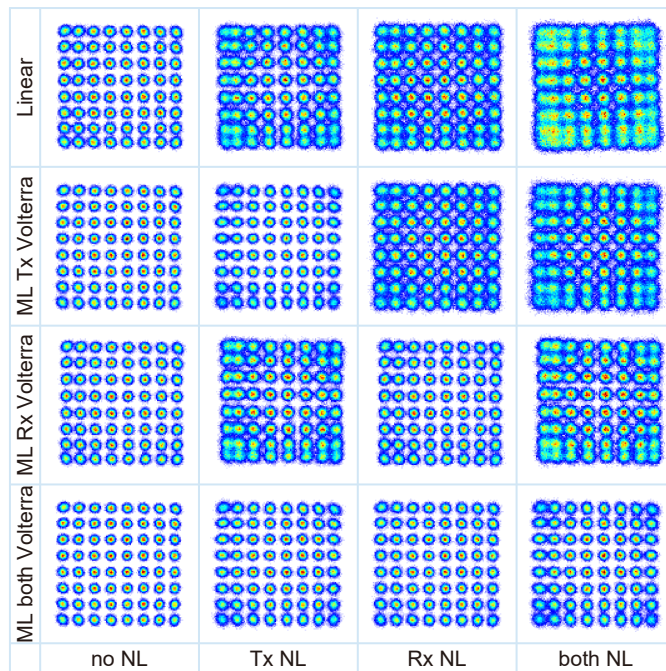 Linear
ML Tx Volterra
ML Rx Volterra
ML both Volterra
no NL
Tx NL
Rx NL
both NL